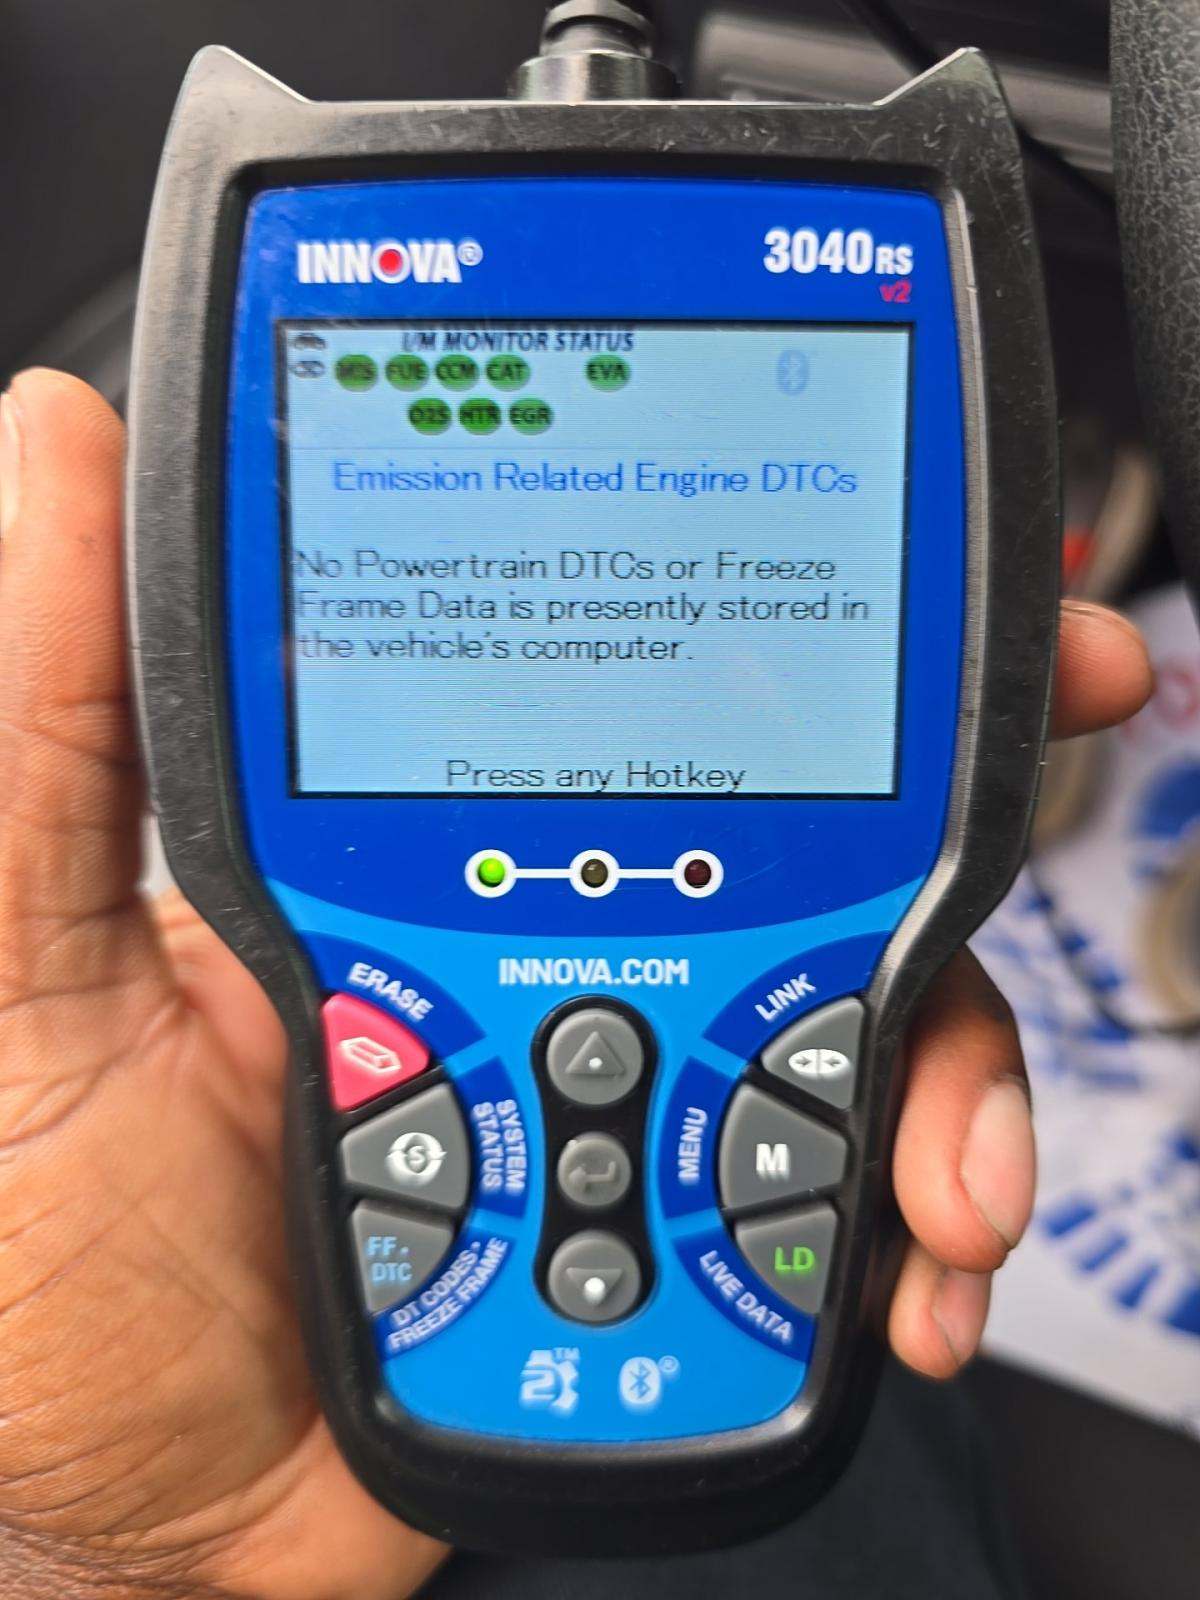 INNOVA®
3040RS
v2
I/M MONITOR STATUS
MIS FUE CCM CAT EVA
O2S HTR EGR
Emission Related Engine DTCs
No Powertrain DTCs or Freeze
Frame Data is presently stored in
the vehicle's computer.
Press any Hotkey
INNOVA.COM
ERASE
LINK
SYSTEM
STATUS
MENU
M
FF.
DTC
LD
DT CODES•
FREEZE FRAME
LIVE DATA
2 TM
®